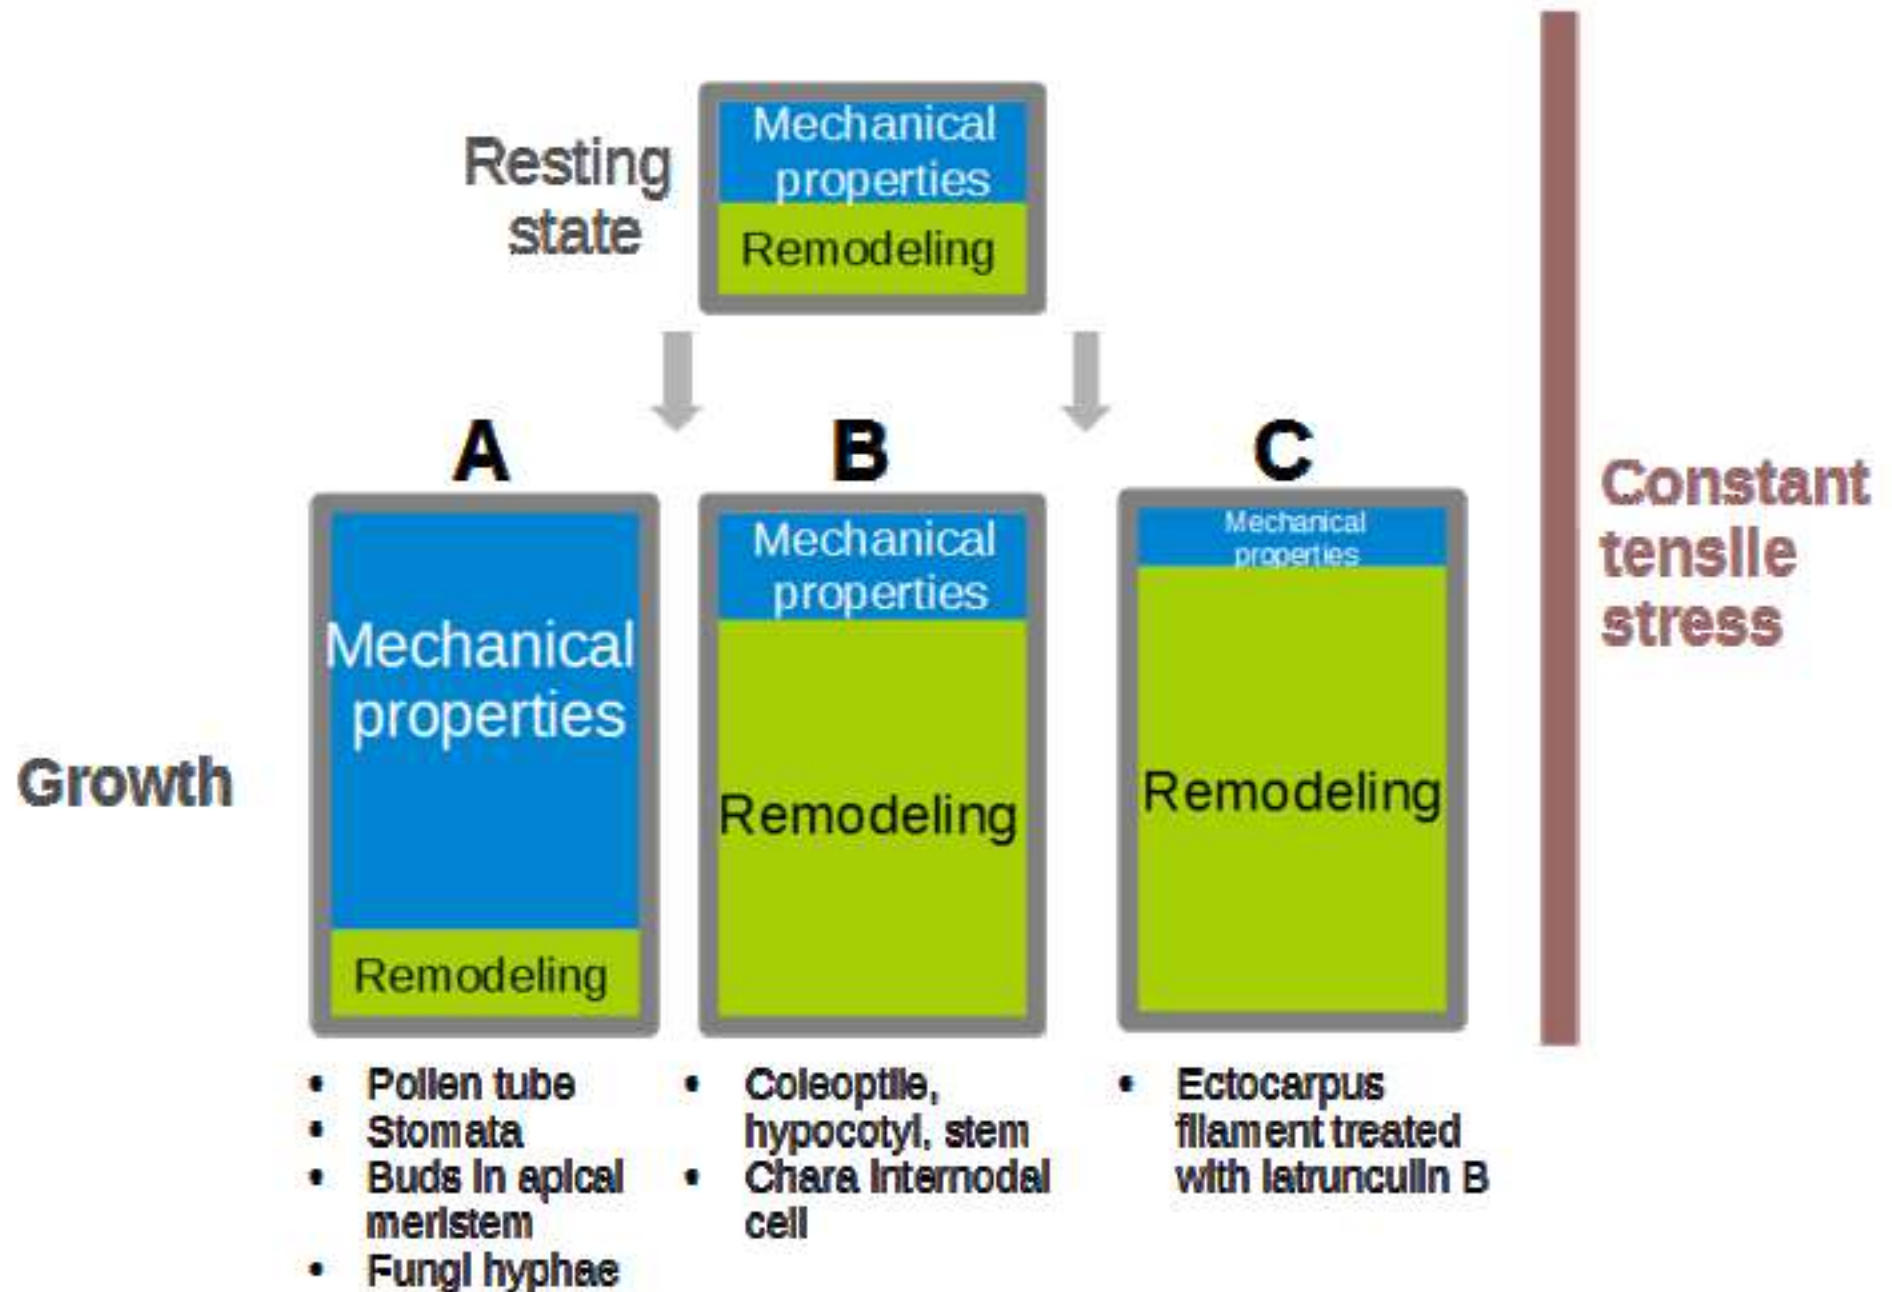 Mechanical
properties
Resting
state
Remodeling
A
B
C
Mechanical
properties
Remodeling
Mechanical
properties
Remodeling
Mechanical
properties
Remodeling
Growth
Constant
tensile
stress
• Pollen tube
• Stomata
• Buds in apical
meristem
• Fungi hyphae
• Coleoptile,
hypocotyl, stem
• Chara internodal
cell
• Ectocarpus
filament treated
with latrunculin B